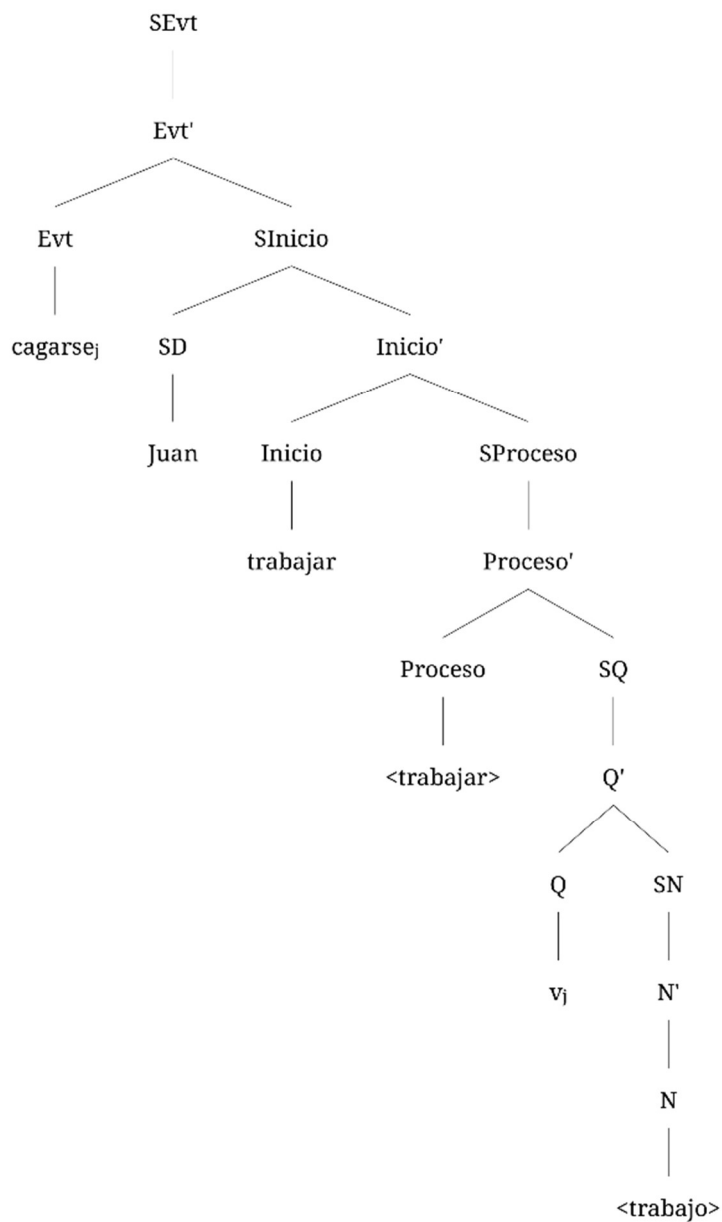 SEvt
Evt'
Evt SInicio
cagarseⱼ SD Inicio'
Juan Inicio SProceso
trabajar Proceso'
Proceso SQ
<trabajar> Q'
Q SN
vⱼ N'
N
<trabajo>